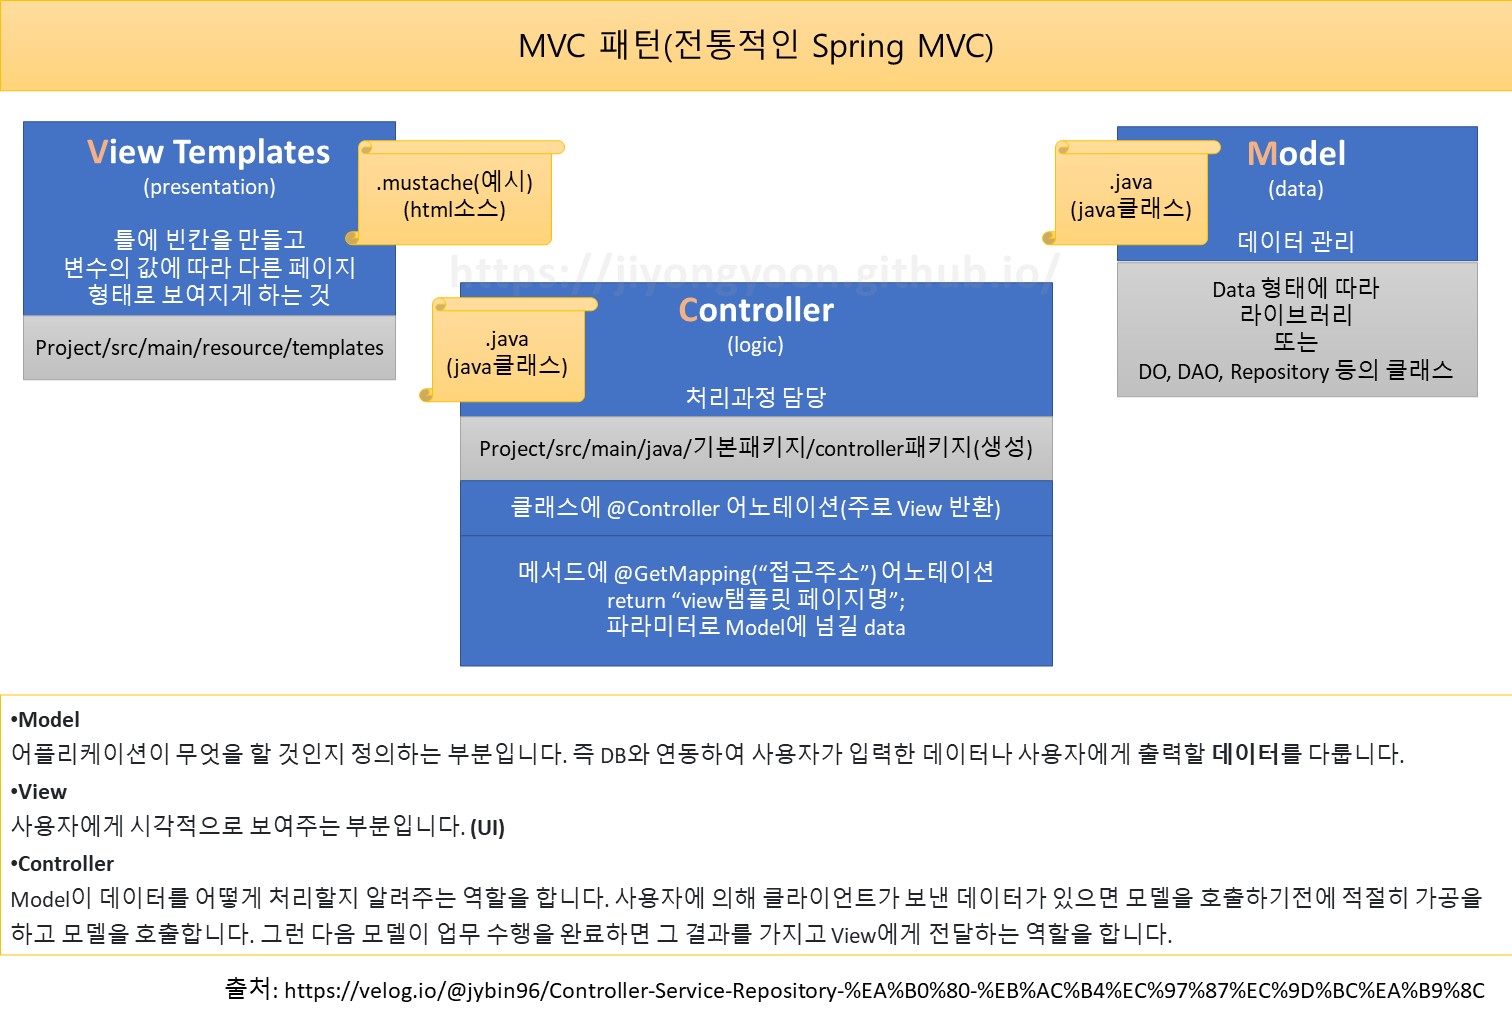 MVC 패턴(전통적인 Spring MVC)
View Templates
(presentation)
틀에 빈칸을 만들고
변수의 값에 따라 다른 페이지
형태로 보여지게 하는 것
Project/src/main/resource/templates
.mustache(예시)
(html소스)
https://jiyongyoon.github.io/
Controller
(logic)
처리과정 담당
.java
(java클래스)
Project/src/main/java/기본패키지/controller패키지(생성)
클래스에 @Controller 어노테이션(주로 View 반환)
메서드에 @GetMapping(“접근주소”) 어노테이션
return “view탬플릿 페이지명”;
파라미터로 Model에 넘길 data
.java
(java클래스)
Model
(data)
데이터 관리
Data 형태에 따라
라이브러리
또는
DO, DAO, Repository 등의 클래스
•Model
어플리케이션이 무엇을 할 것인지 정의하는 부분입니다. 즉 DB와 연동하여 사용자가 입력한 데이터나 사용자에게 출력할 데이터를 다룹니다.
•View
사용자에게 시각적으로 보여주는 부분입니다. (UI)
•Controller
Model이 데이터를 어떻게 처리할지 알려주는 역할을 합니다. 사용자에 의해 클라이언트가 보낸 데이터가 있으면 모델을 호출하기전에 적절히 가공을
하고 모델을 호출합니다. 그런 다음 모델이 업무 수행을 완료하면 그 결과를 가지고 View에게 전달하는 역할을 합니다.
출처: https://velog.io/@jybin96/Controller-Service-Repository-%EA%B0%80-%EB%AC%B4%EC%97%87%EC%9D%BC%EA%B9%8C